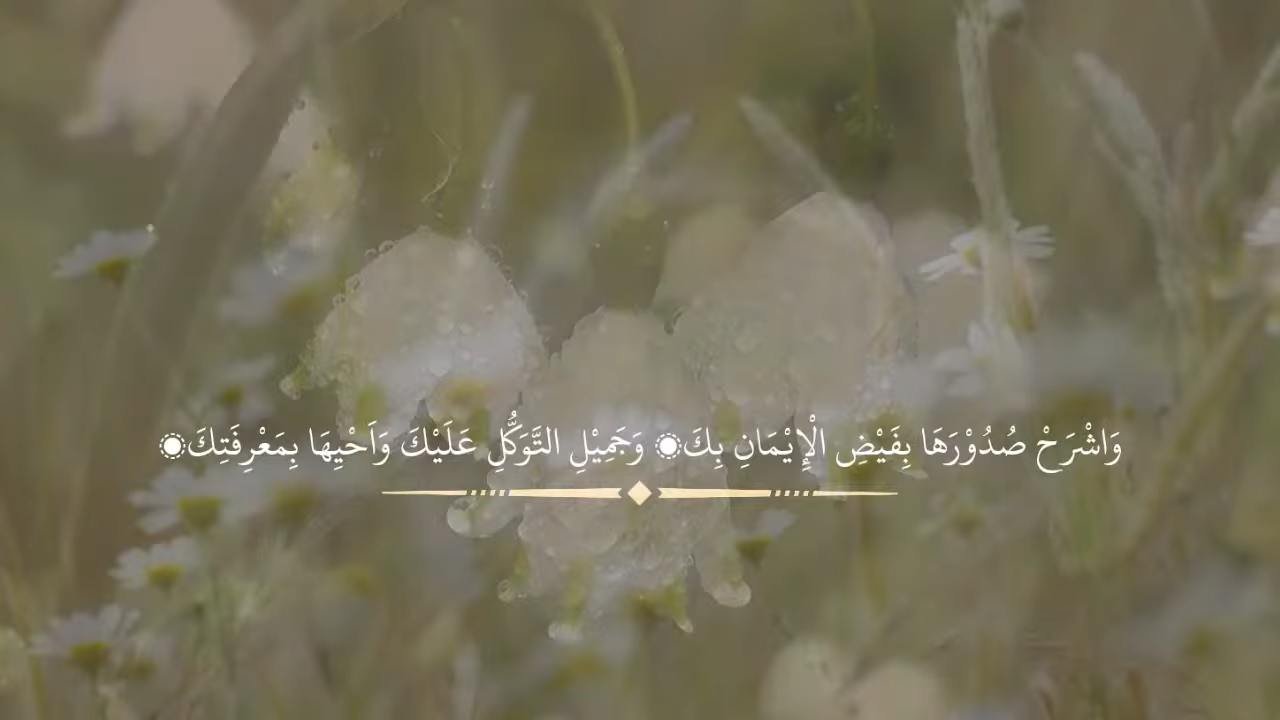 وَاشْرَحْ صُدُوْرَهَا بِفَيْضِ الْإِيْمَانِ بِكَ۝ وَجَمِيْلِ التَّوَكُّلِ عَلَيْكَ وَاَحْيِهَا بِمَعْرِفَتِكَ۝